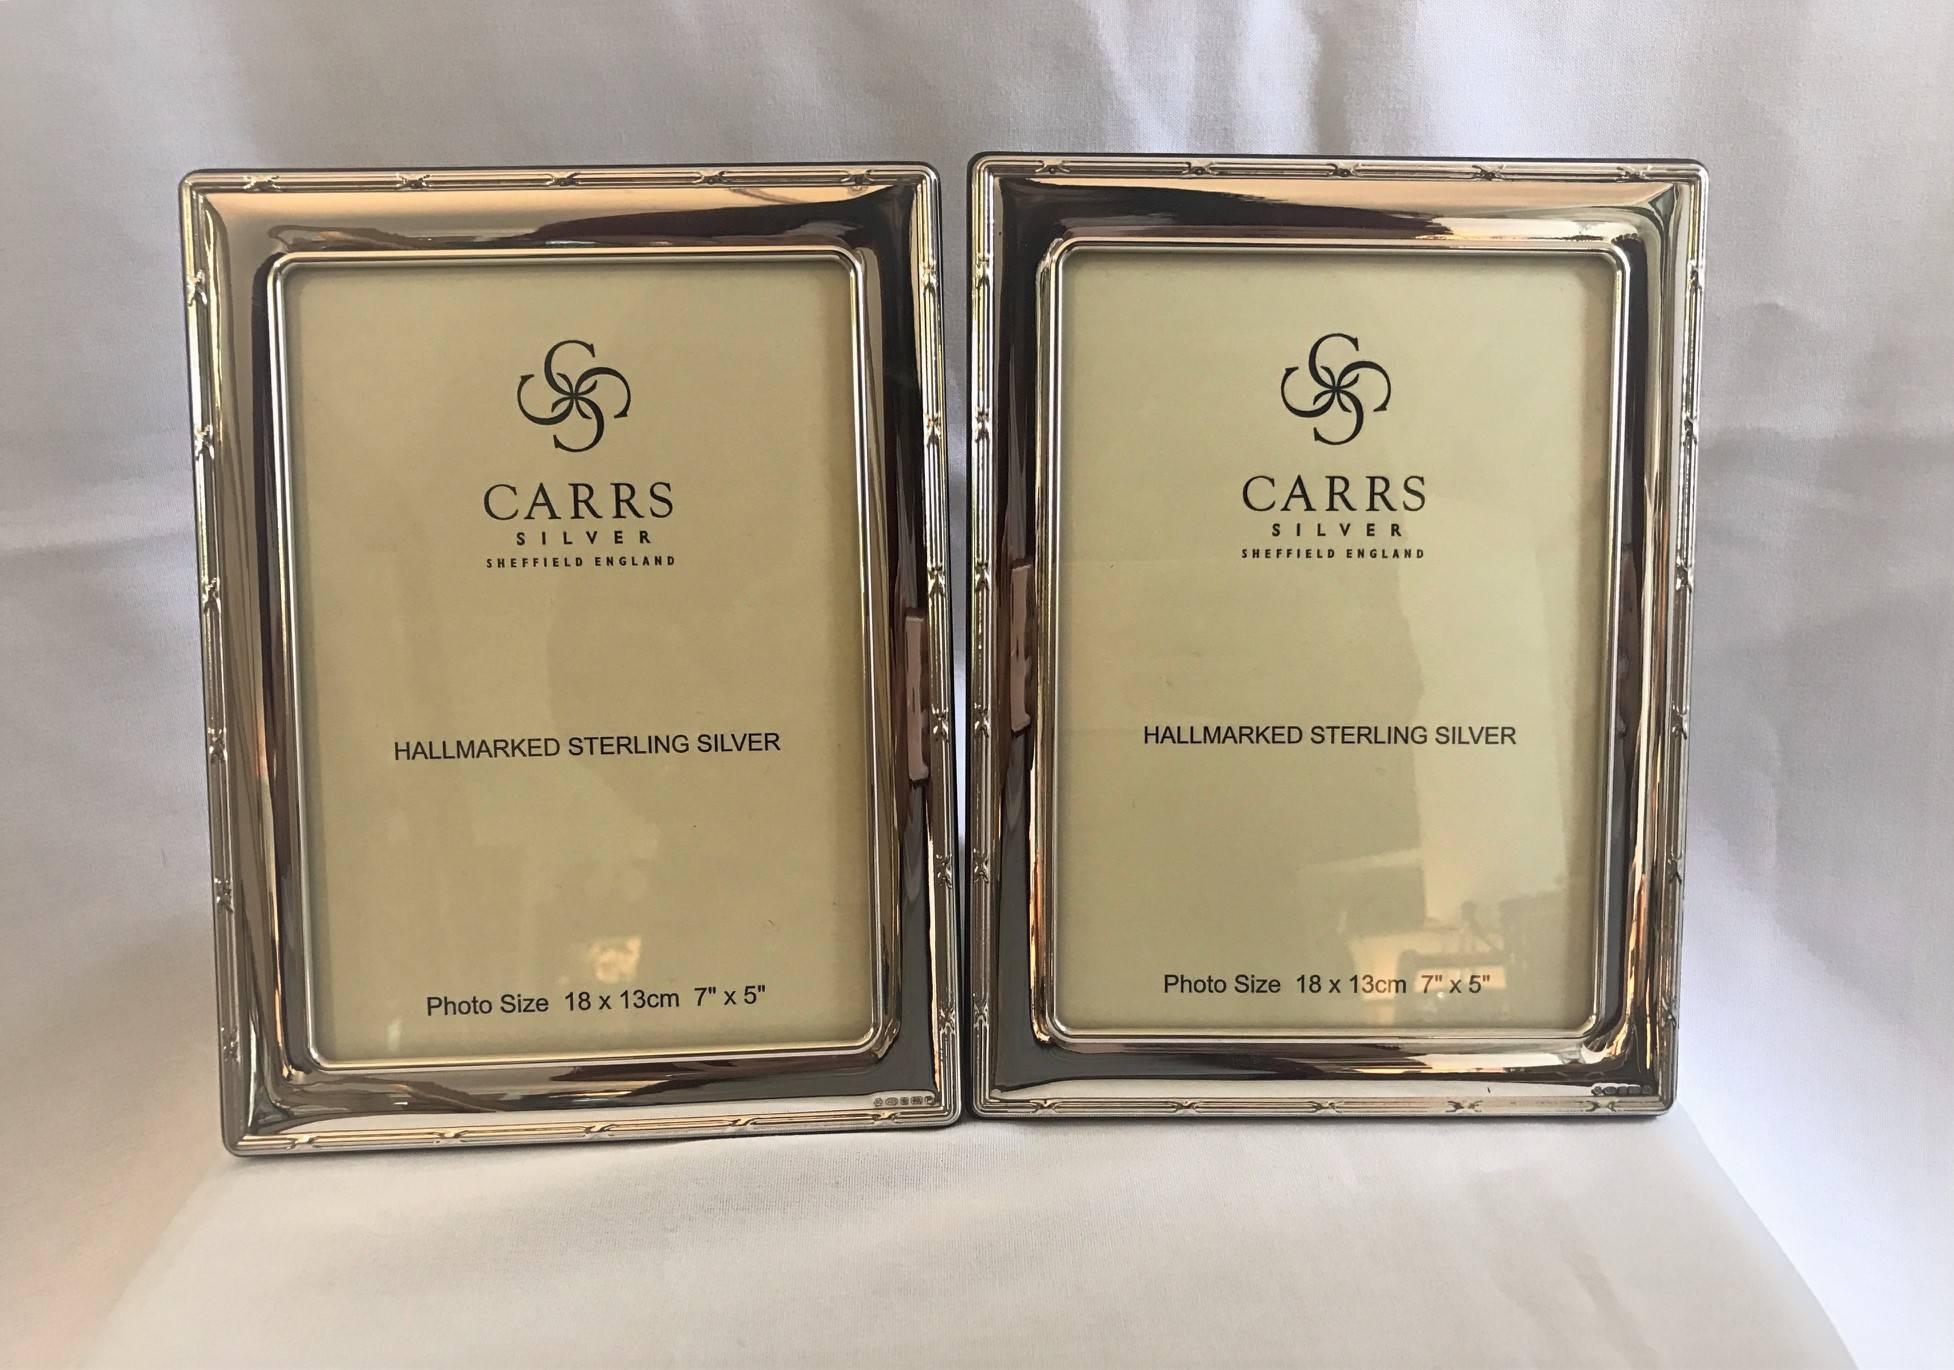 CARRS
SILVER
SHEFFIELD ENGLAND
HALLMARKED STERLING SILVER
Photo Size 18 x 13cm 7" x 5"
CARRS
SILVER
SHEFFIELD ENGLAND
HALLMARKED STERLING SILVER
Photo Size 18 x 13cm 7" x 5"